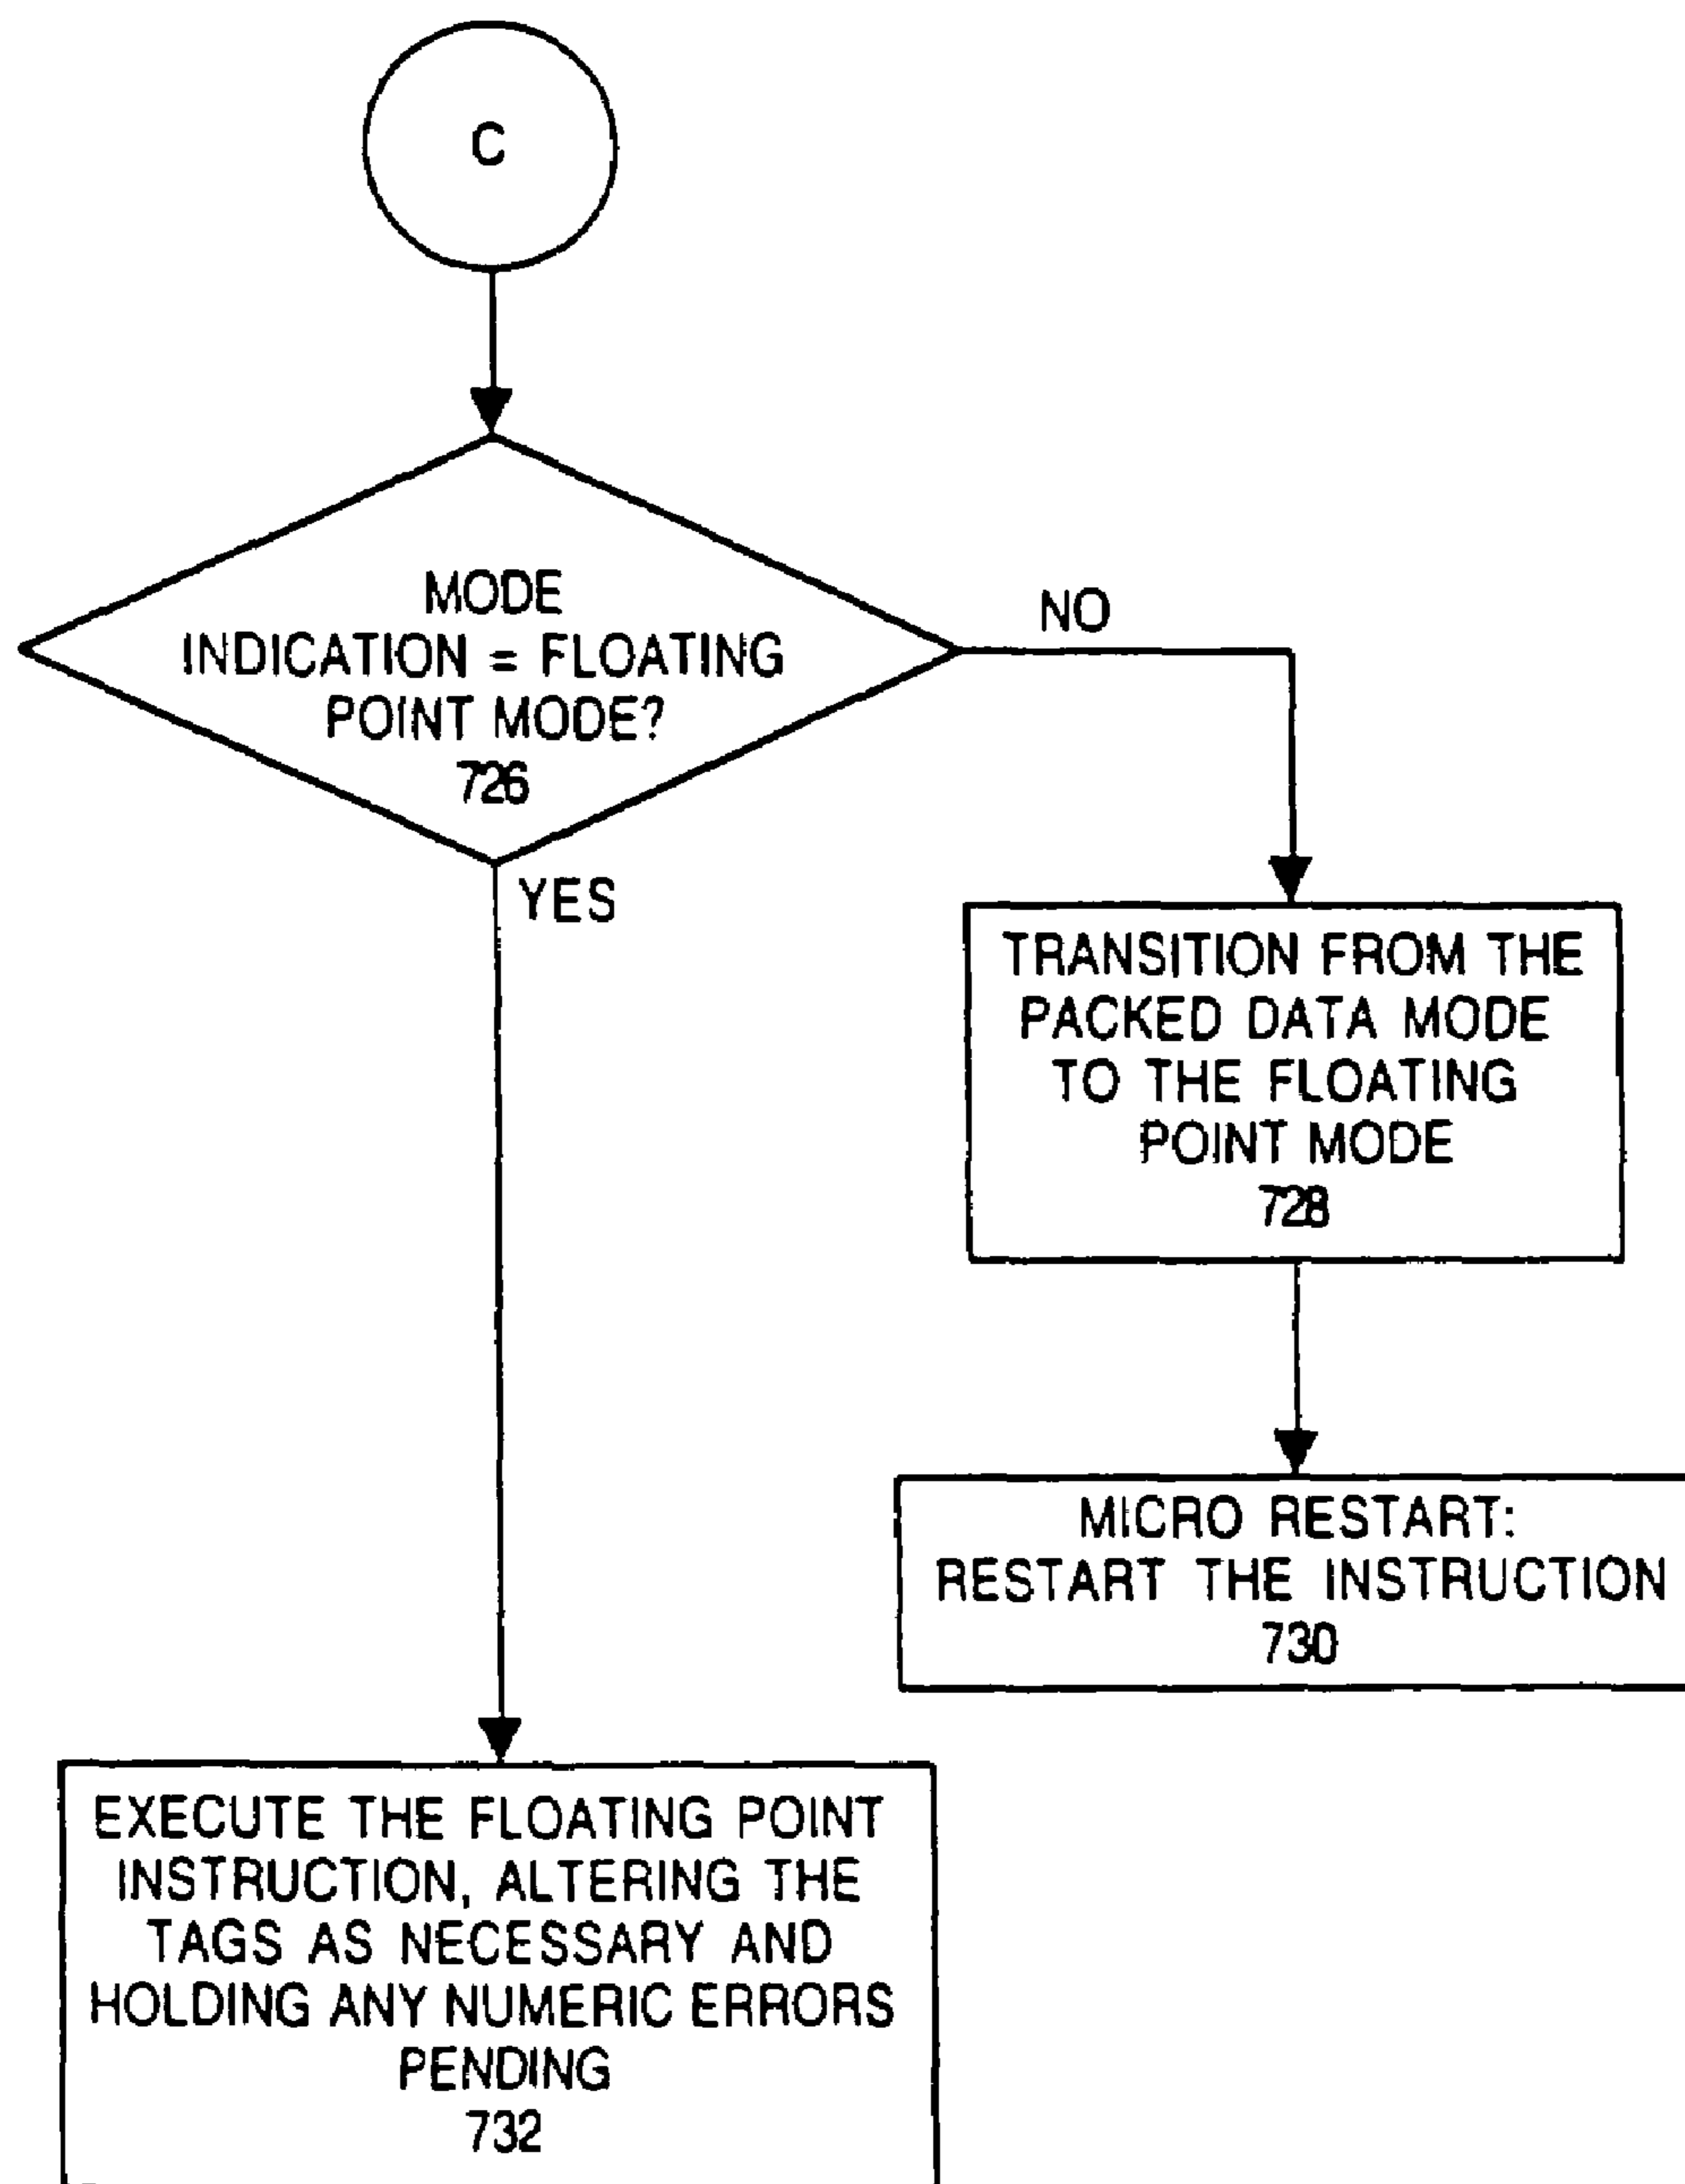 C
MODE
INDICATION = FLOATING
POINT MODE?
726
NO
YES
TRANSITION FROM THE
PACKED DATA MODE
TO THE FLOATING
POINT MODE
728
MICRO RESTART:
RESTART THE INSTRUCTION
730
EXECUTE THE FLOATING POINT
INSTRUCTION, ALTERING THE
TAGS AS NECESSARY AND
HOLDING ANY NUMERIC ERRORS
PENDING
732